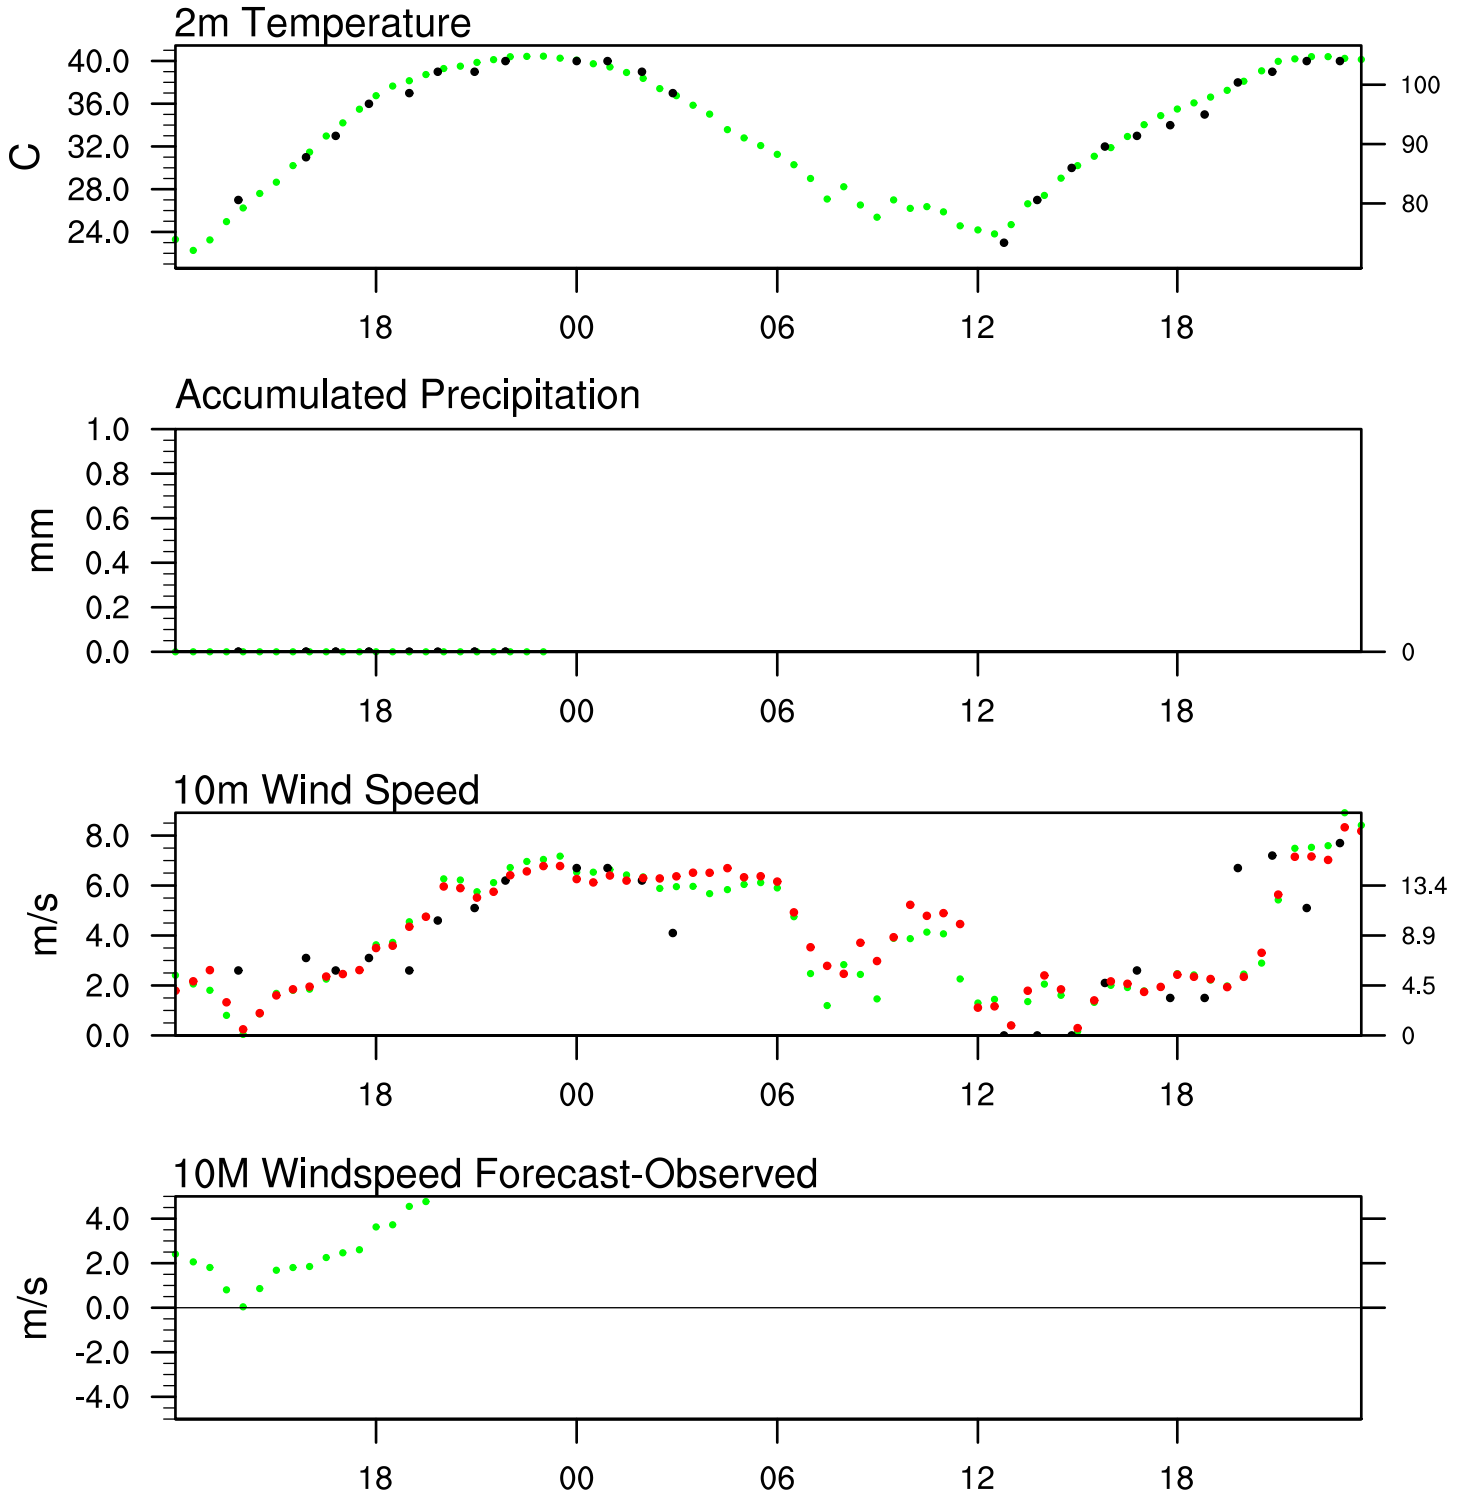 2m Temperature
40.0
36.0
32.0
28.0
24.0
C
100
90
80
18 00 06 12 18
Accumulated Precipitation
1.0
0.8
0.6
0.4
0.2
0.0
mm
0
18 00 06 12 18
10m Wind Speed
8.0
6.0
4.0
2.0
0.0
m/s
13.4
8.9
4.5
0
18 00 06 12 18
10M Windspeed Forecast-Observed
4.0
2.0
0.0
-2.0
-4.0
m/s
18 00 06 12 18